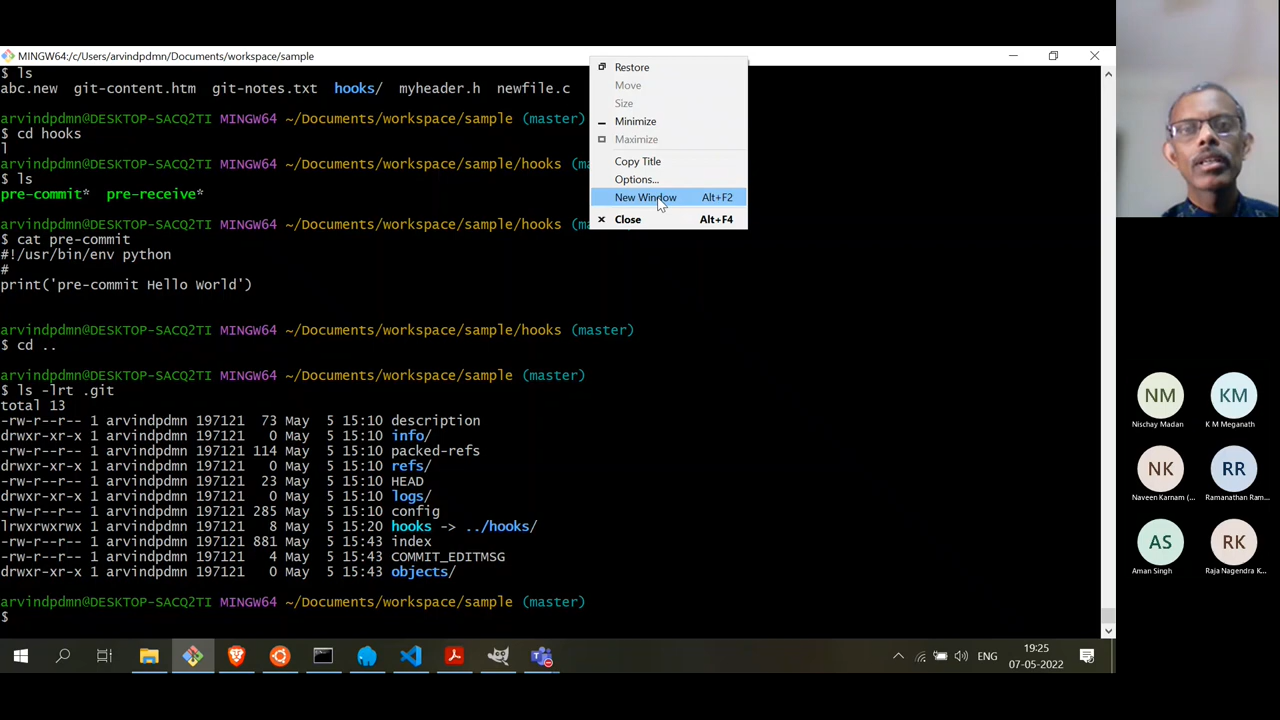 MINGW64:/c/Users/arvindpdmn/Documents/workspace/sample
$ ls
abc.new git-content.htm git-notes.txt hooks/ myheader.h newfile.c
arvindpdmn@DESKTOP-SACQ2TI MINGW64 ~/Documents/workspace/sample (master)
$ cd hooks
l
arvindpdmn@DESKTOP-SACQ2TI MINGW64 ~/Documents/workspace/sample/hooks (ma
$ ls
pre-commit* pre-receive*
arvindpdmn@DESKTOP-SACQ2TI MINGW64 ~/Documents/workspace/sample/hooks (ma
$ cat pre-commit
#!/usr/bin/env python
#
print('pre-commit Hello World')
arvindpdmn@DESKTOP-SACQ2TI MINGW64 ~/Documents/workspace/sample/hooks (master)
$ cd ..
arvindpdmn@DESKTOP-SACQ2TI MINGW64 ~/Documents/workspace/sample (master)
$ ls -lrt .git
total 13
-rw-r--r-- 1 arvindpdmn 197121 73 May 5 15:10 description
drwxr-xr-x 1 arvindpdmn 197121 0 May 5 15:10 info/
-rw-r--r-- 1 arvindpdmn 197121 114 May 5 15:10 packed-refs
drwxr-xr-x 1 arvindpdmn 197121 0 May 5 15:10 refs/
-rw-r--r-- 1 arvindpdmn 197121 23 May 5 15:10 HEAD
drwxr-xr-x 1 arvindpdmn 197121 0 May 5 15:10 logs/
-rw-r--r-- 1 arvindpdmn 197121 285 May 5 15:10 config
lrwxrwxrwx 1 arvindpdmn 197121 8 May 5 15:20 hooks -> ../hooks/
-rw-r--r-- 1 arvindpdmn 197121 881 May 5 15:43 index
-rw-r--r-- 1 arvindpdmn 197121 4 May 5 15:43 COMMIT_EDITMSG
drwxr-xr-x 1 arvindpdmn 197121 0 May 5 15:43 objects/
arvindpdmn@DESKTOP-SACQ2TI MINGW64 ~/Documents/workspace/sample (master)
$
Restore
Move
Size
Minimize
Maximize
Copy Title
Options...
New Window Alt+F2
Close Alt+F4
NM KM
Nischay Madan K M Meganath
NK RR
Naveen Karnam (... Ramanathan Ram...
AS RK
Aman Singh Raja Nagendra K...
ENG
19:25
07-05-2022